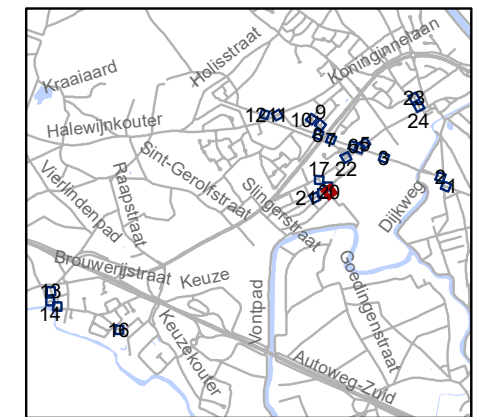 Koninginnelaan
Holisstraat
Kraaiaard
Halewijnkouter
12
11
10
9
8
7
23
24
6
5
3
22
2
1
Sint-Gerolfstraat
Vierlindenpad
Raapstraat
Slingerstraat
17
21
20
Dijkweg
Brouwerijstraat
Keuze
Vontpad
Goedingenstraat
13
14
16
Keuzekouter
Autoweg-Zuid